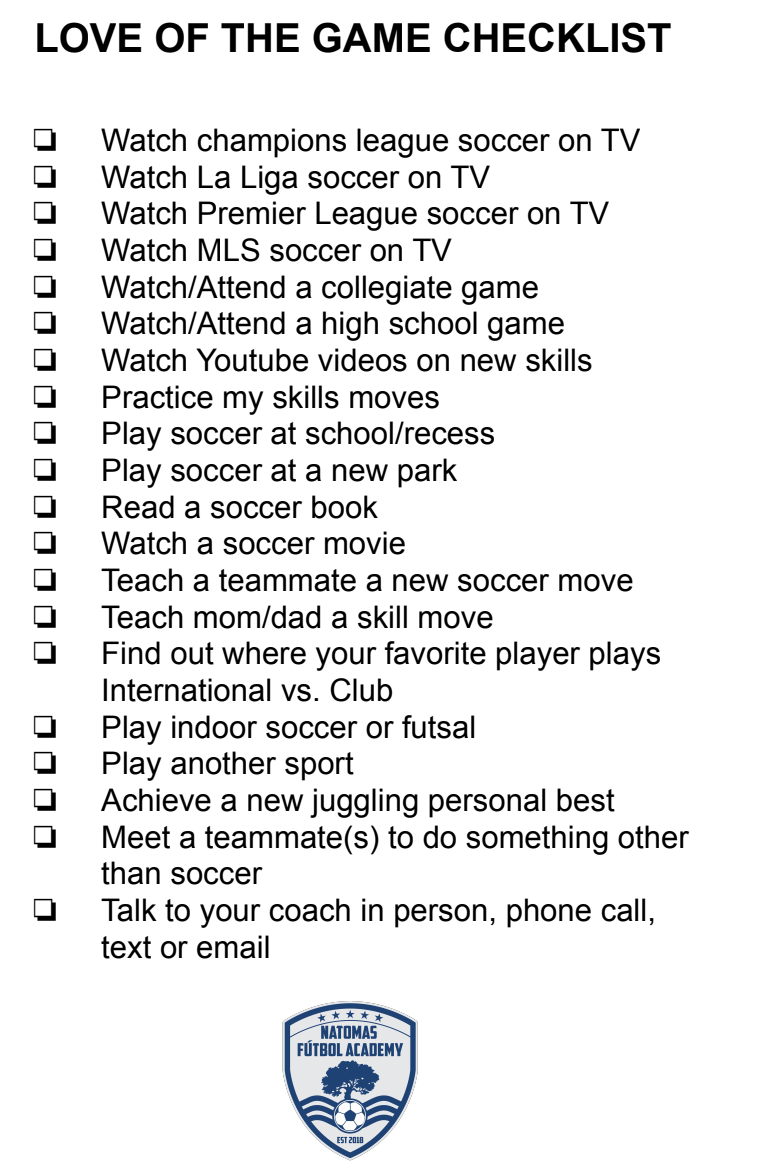 LOVE OF THE GAME CHECKLIST
❏ Watch champions league soccer on TV
❏ Watch La Liga soccer on TV
❏ Watch Premier League soccer on TV
❏ Watch MLS soccer on TV
❏ Watch/Attend a collegiate game
❏ Watch/Attend a high school game
❏ Watch Youtube videos on new skills
❏ Practice my skills moves
❏ Play soccer at school/recess
❏ Play soccer at a new park
❏ Read a soccer book
❏ Watch a soccer movie
❏ Teach a teammate a new soccer move
❏ Teach mom/dad a skill move
❏ Find out where your favorite player plays
International vs. Club
❏ Play indoor soccer or futsal
❏ Play another sport
❏ Achieve a new juggling personal best
❏ Meet a teammate(s) to do something other
than soccer
❏ Talk to your coach in person, phone call,
text or email
NATOMAS
FÚTBOL ACADEMY
EST 2018